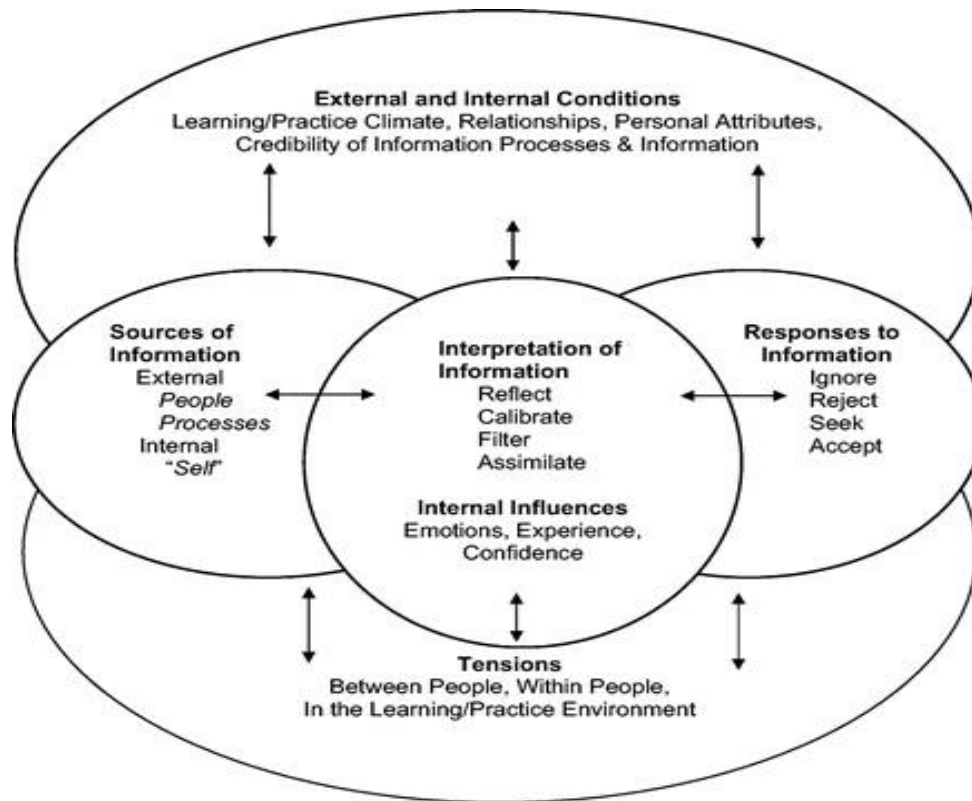 External and Internal Conditions
Learning/Practice Climate, Relationships, Personal Attributes,
Credibility of Information Processes & Information
Sources of
Information
External
People
Processes
Internal
"Self"
Interpretation of
Information
Reflect
Calibrate
Filter
Assimilate
Internal Influences
Emotions, Experience,
Confidence
Responses to
Information
Ignore
Reject
Seek
Accept
Tensions
Between People, Within People,
In the Learning/Practice Environment